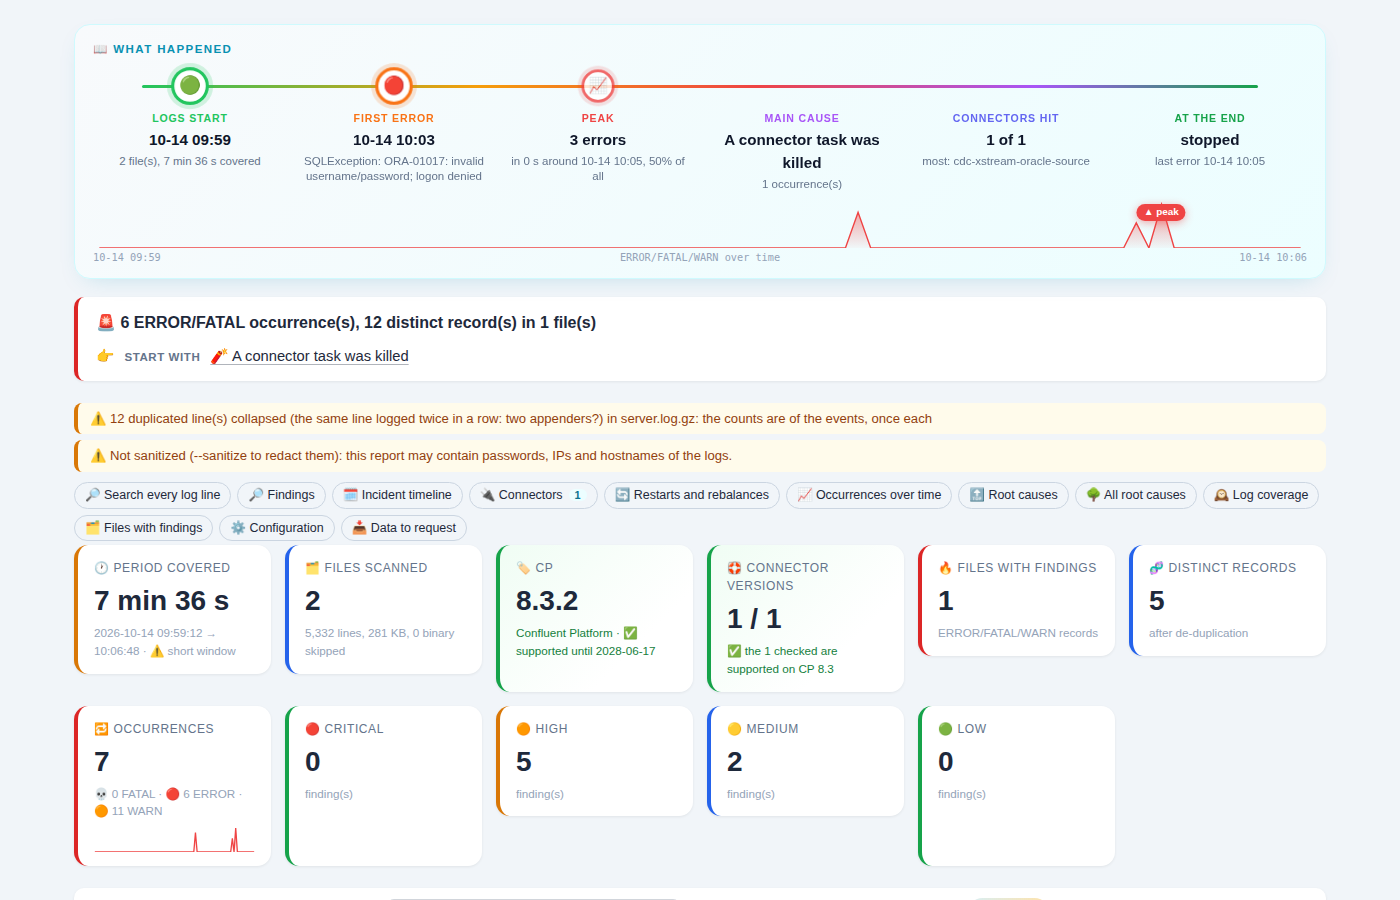 📖 WHAT HAPPENED
LOGS START
10-14 09:59
2 file(s), 7 min 36 s covered
FIRST ERROR
10-14 10:03
SQLException: ORA-01017: invalid
username/password; logon denied
PEAK
3 errors
in 0 s around 10-14 10:05, 50% of
all
MAIN CAUSE
A connector task was
killed
1 occurrence(s)
CONNECTORS HIT
1 of 1
most: cdc-xstream-oracle-source
AT THE END
stopped
last error 10-14 10:05
▲ peak
10-14 09:59
ERROR/FATAL/WARN over time
10-14 10:06
🚨 6 ERROR/FATAL occurrence(s), 12 distinct record(s) in 1 file(s)
👉 START WITH 🧨 A connector task was killed
⚠️ 12 duplicated line(s) collapsed (the same line logged twice in a row: two appenders?) in server.log.gz: the counts are of the events, once each
⚠️ Not sanitized (--sanitize to redact them): this report may contain passwords, IPs and hostnames of the logs.
🔎 Search every log line
🔎 Findings
🗓️ Incident timeline
🔌 Connectors 1
🔄 Restarts and rebalances
📈 Occurrences over time
⬆️ Root causes
🌳 All root causes
🕰️ Log coverage
🗂️ Files with findings
⚙️ Configuration
📥 Data to request
🕐 PERIOD COVERED
7 min 36 s
2026-10-14 09:59:12 →
10:06:48 · ⚠️ short window
🗂️ FILES SCANNED
2
5,332 lines, 281 KB, 0 binary
skipped
🏷️ CP
8.3.2
Confluent Platform · ✅
supported until 2028-06-17
🛟 CONNECTOR
VERSIONS
1 / 1
✅ the 1 checked are
supported on CP 8.3
🔥 FILES WITH FINDINGS
1
ERROR/FATAL/WARN records
🧬 DISTINCT RECORDS
5
after de-duplication
🔁 OCCURRENCES
7
💀 0 FATAL · 🔴 6 ERROR ·
🟠 11 WARN
🔴 CRITICAL
0
finding(s)
🟠 HIGH
5
finding(s)
🟡 MEDIUM
2
finding(s)
🟢 LOW
0
finding(s)